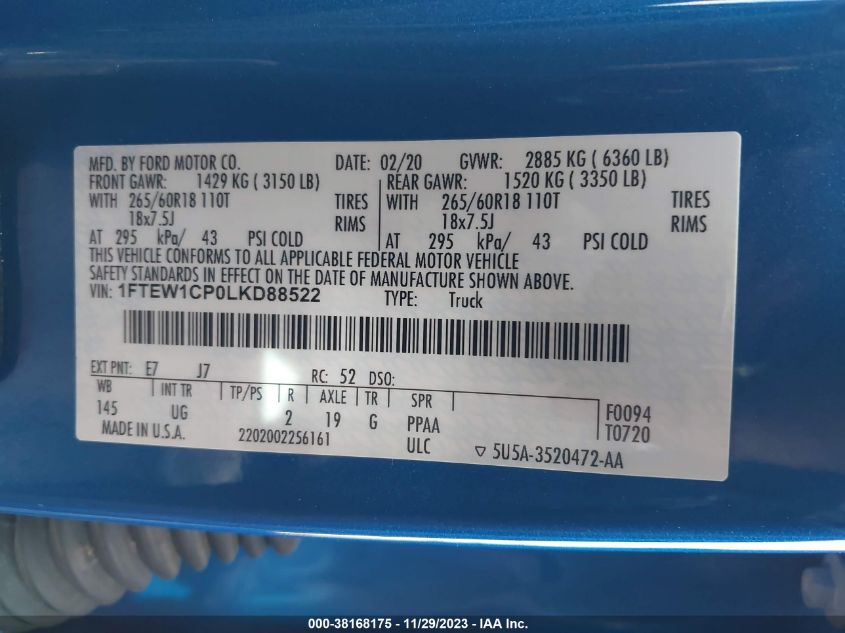 MFD. BY FORD MOTOR CO. DATE: 02/20 GVWR: 2885 KG ( 6360 LB)
FRONT GAWR: 1429 KG ( 3150 LB) REAR GAWR: 1520 KG ( 3350 LB)
WITH 265/60R18 110T TIRES WITH 265/60R18 110T TIRES
18x7.5J RIMS 18x7.5J RIMS
AT 295 kPa/ 43 PSI COLD AT 295 kPa/ 43 PSI COLD
THIS VEHICLE CONFORMS TO ALL APPLICABLE FEDERAL MOTOR VEHICLE
SAFETY STANDARDS IN EFFECT ON THE DATE OF MANUFACTURE SHOWN ABOVE.
VIN: 1FTEW1CP0LKD88522 TYPE: Truck
EXT PNT: E7 J7 RC: 52 DSO:
WB INT TR TP/PS R AXLE TR SPR
145 UG 2 19 G PPAA F0094
MADE IN U.S.A. 2202002256161 ULC T0720
5U5A-3520472-AA
000-38168175 - 11/29/2023 - IAA Inc.